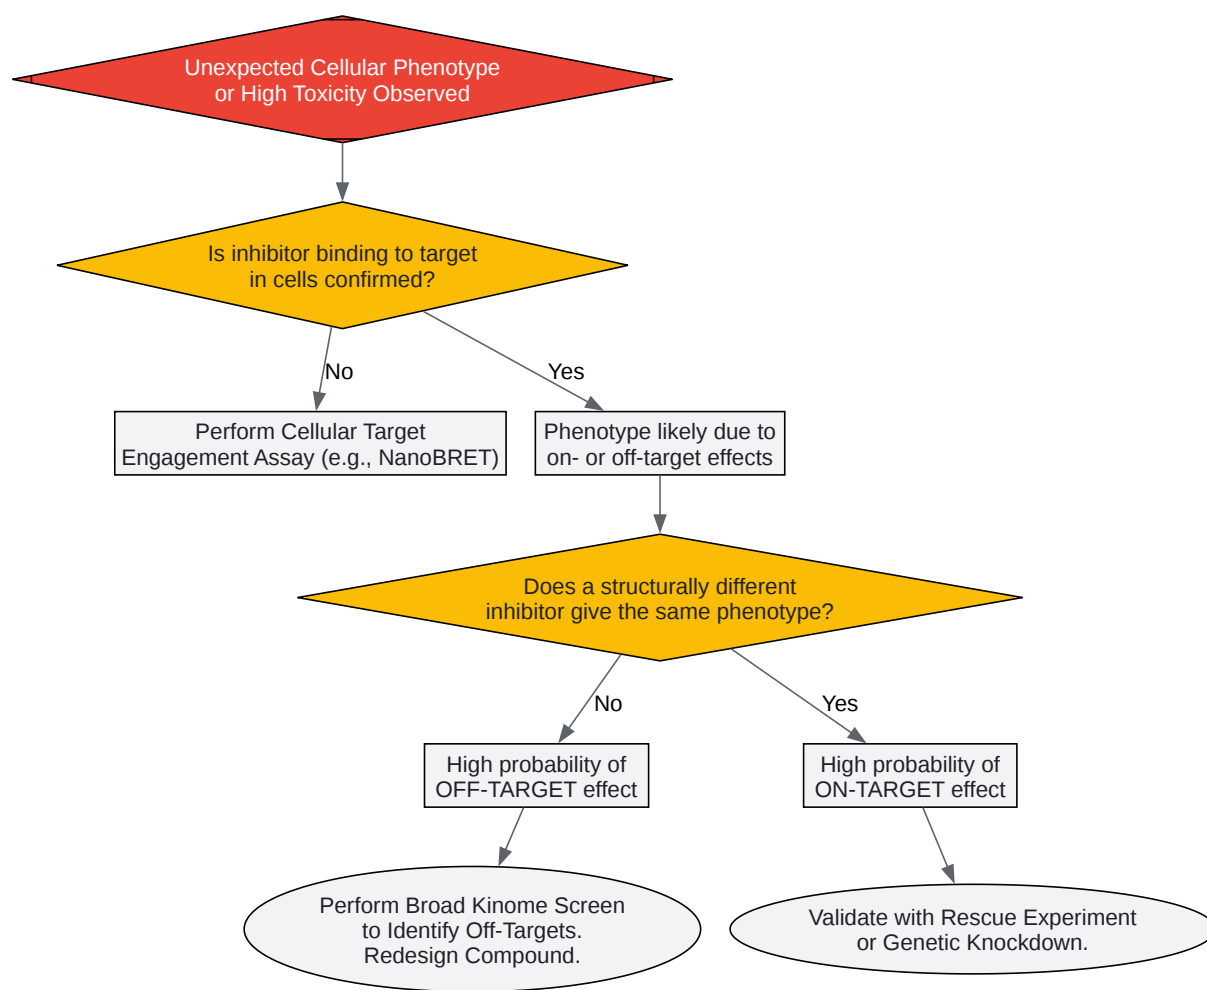 Unexpected Cellular Phenotype
or High Toxicity Observed
Is inhibitor binding to target
in cells confirmed?
No
Yes
Perform Cellular Target
Engagement Assay (e.g., NanoBRET)
Phenotype likely due to
on- or off-target effects
Does a structurally different
inhibitor give the same phenotype?
No
Yes
High probability of
OFF-TARGET effect
High probability of
ON-TARGET effect
Perform Broad Kinome Screen
to Identify Off-Targets.
Redesign Compound.
Validate with Rescue Experiment
or Genetic Knockdown.